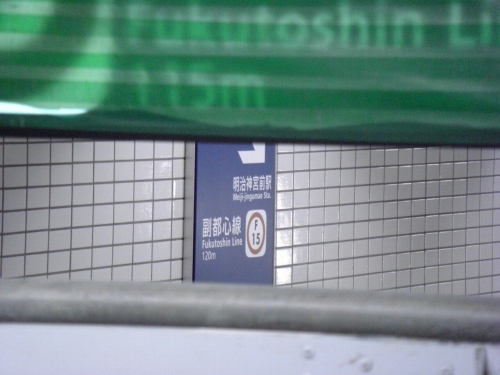 Fukutoshin Li
115m
明治神宮前駅
Meiji-jingumae Sta.
副都心線
Fukutoshin Line
120m
F
15